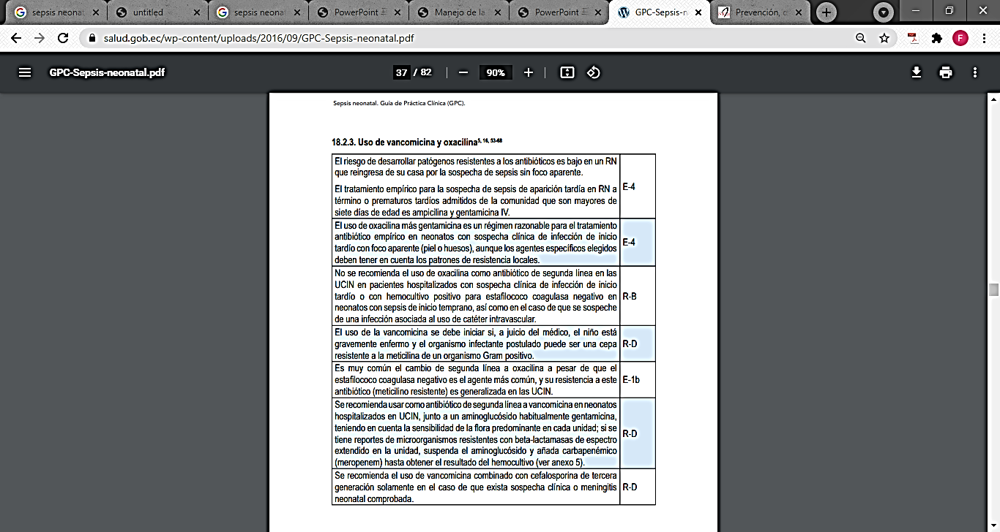 sepsis neonat
untitled
sepsis neonat
PowerPoint
Manejo de la
PowerPoint
GPC-Sepsis-n
Prevención, d
salud.gob.ec/wp-content/uploads/2016/09/GPC-Sepsis-neonatal.pdf
F
GPC-Sepsis-neonatal.pdf
37 / 82
90%
Sepsis neonatal. Guía de Práctica Clínica (GPC).
18.2.3. Uso de vancomicina y oxacilina5, 16, 53-68
El riesgo de desarrollar patógenos resistentes a los antibióticos es bajo en un RN
que reingresa de su casa por la sospecha de sepsis sin foco aparente.
El tratamiento empírico para la sospecha de sepsis de aparición tardía en RN a
término o prematuros tardíos admitidos de la comunidad que son mayores de
siete días de edad es ampicilina y gentamicina IV.
E-4
El uso de oxacilina más gentamicina es un régimen razonable para el tratamiento
antibiótico empírico en neonatos con sospecha clínica de infección de inicio
tardío con foco aparente (piel o huesos), aunque los agentes específicos elegidos
deben tener en cuenta los patrones de resistencia locales.
E-4
No se recomienda el uso de oxacilina como antibiótico de segunda línea en las
UCIN en pacientes hospitalizados con sospecha clínica de infección de inicio
tardío o con hemocultivo positivo para estafilococo coagulasa negativo en
neonatos con sepsis de inicio temprano, así como en el caso de que se sospeche
de una infección asociada al uso de catéter intravascular.
R-B
El uso de la vancomicina se debe iniciar si, a juicio del médico, el niño está
gravemente enfermo y el organismo infectante postulado puede ser una cepa
resistente a la meticilina de un organismo Gram positivo.
R-D
Es muy común el cambio de segunda línea a oxacilina a pesar de que el
estafilococo coagulasa negativo es el agente más común, y su resistencia a este
antibiótico (meticilino resistente) es generalizada en las UCIN.
E-1b
Se recomienda usar como antibiótico de segunda línea a vancomicina en neonatos
hospitalizados en UCIN, junto a un aminoglucósido habitualmente gentamicina,
teniendo en cuenta la sensibilidad de la flora predominante en cada unidad; si se
tiene reportes de microorganismos resistentes con beta-lactamasas de espectro
extendido en la unidad, suspenda el aminoglucósido y añada carbapenémico
(meropenem) hasta obtener el resultado del hemocultivo (ver anexo 5).
R-D
Se recomienda el uso de vancomicina combinado con cefalosporina de tercera
generación solamente en el caso de que exista sospecha clínica o meningitis
neonatal comprobada.
R-D